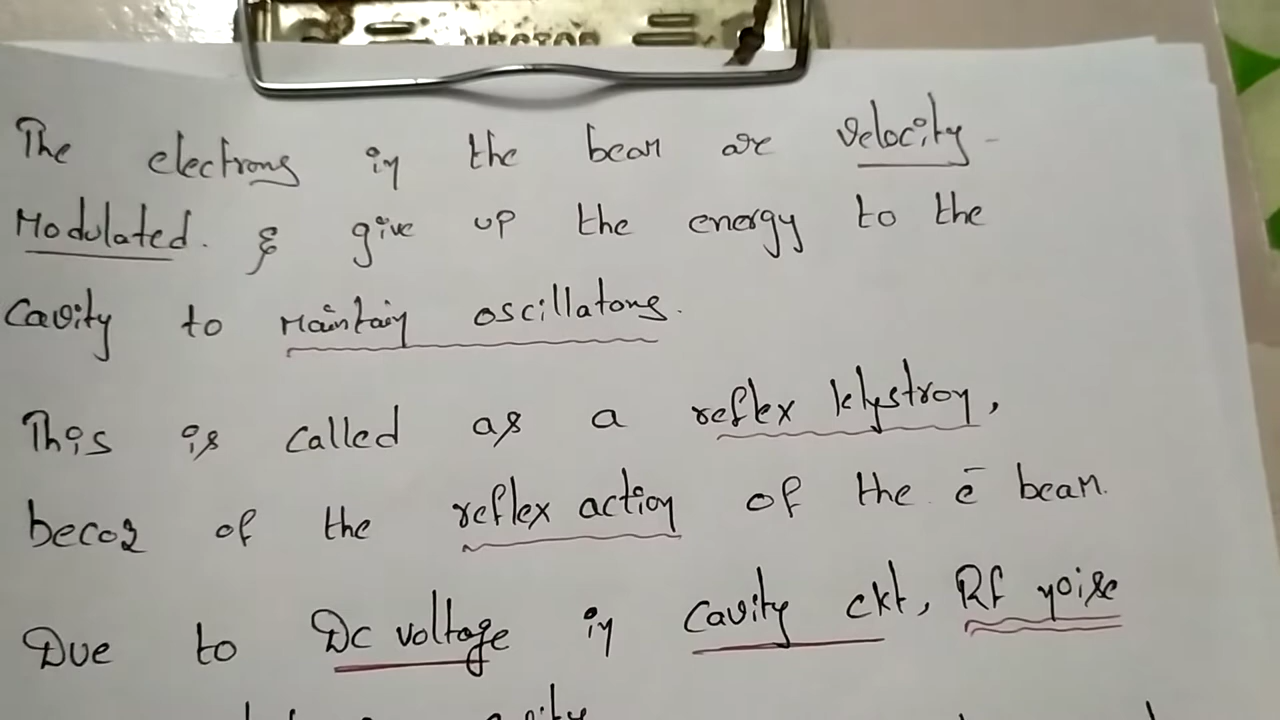 The electrons in the beam are velocity-
Modulated. & give up the energy to the
Cavity to Maintain oscillatons.
This is called as a reflex klystron,
becoz of the reflex action of the ē beam.
Due to Dc voltage in cavity ckt, Rf noise